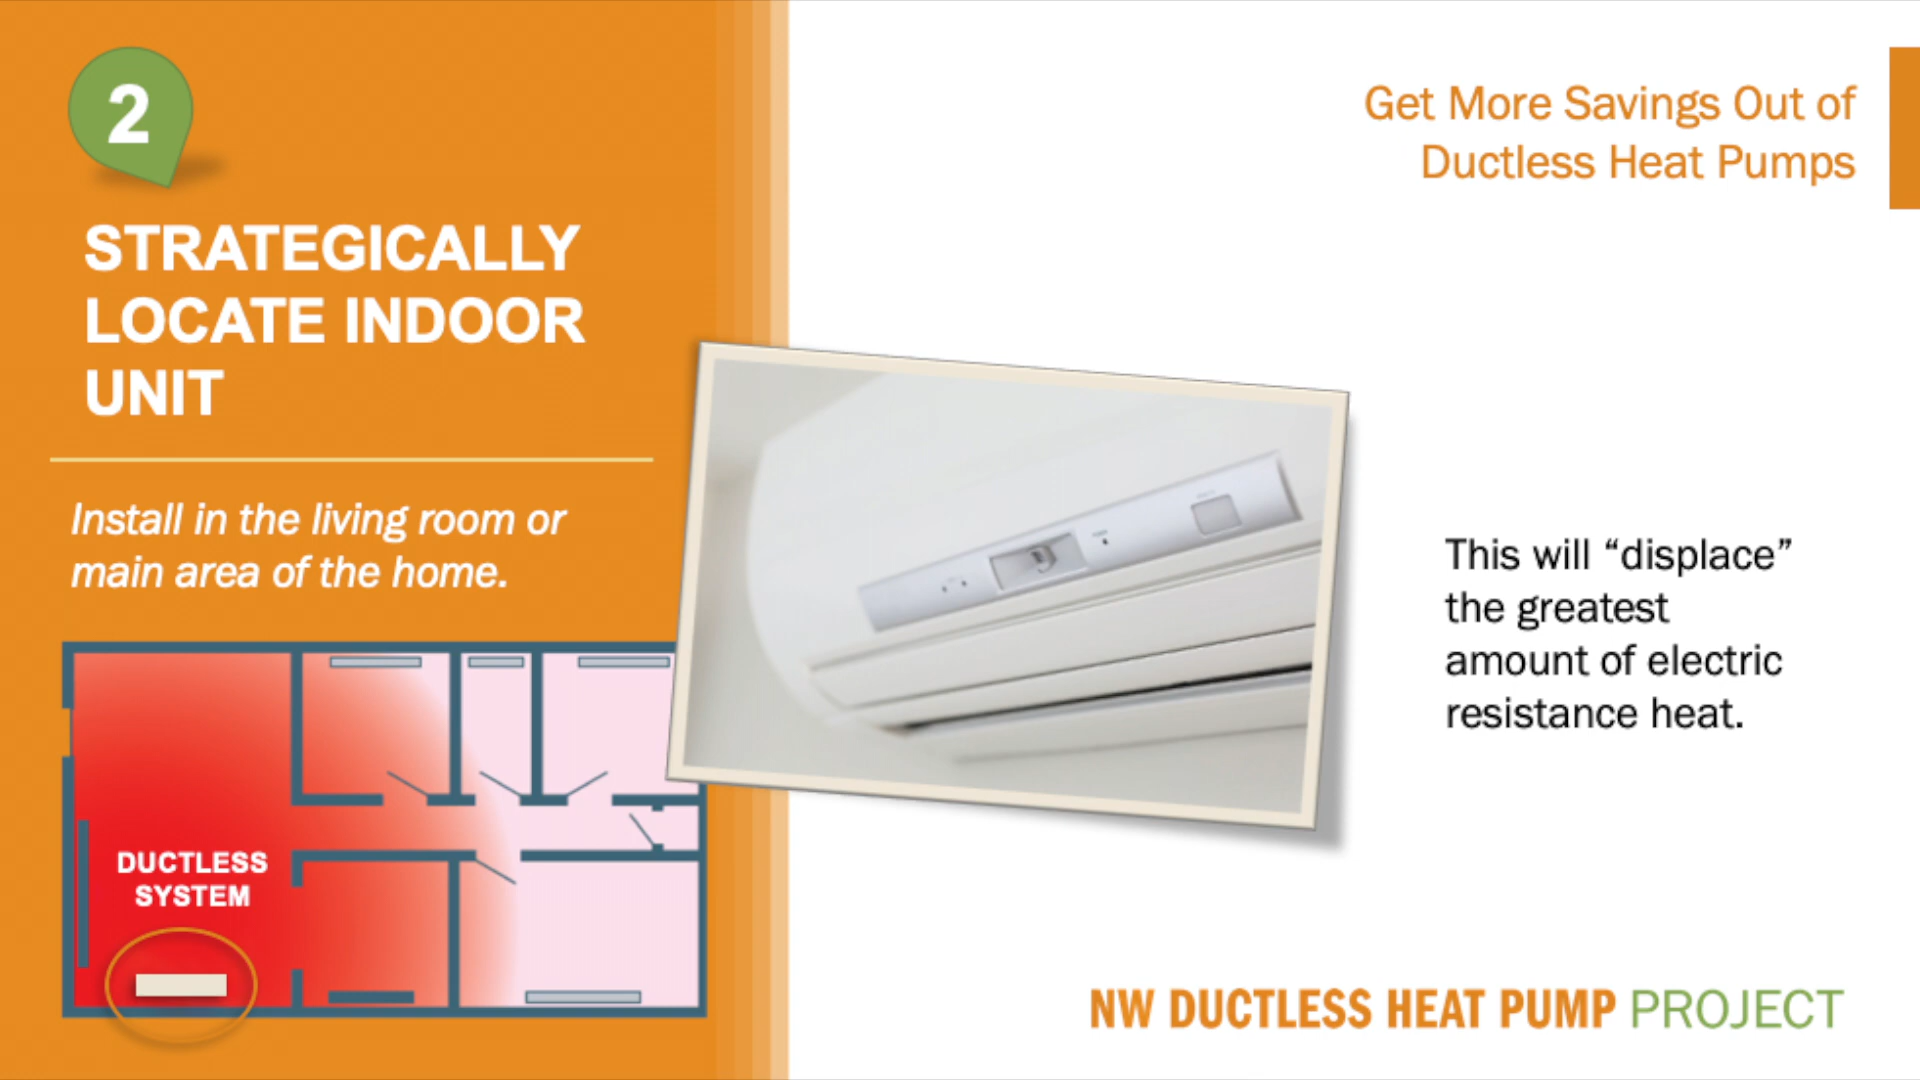 2
STRATEGICALLY
LOCATE INDOOR
UNIT
Install in the living room or
main area of the home.
DUCTLESS
SYSTEM
Get More Savings Out of
Ductless Heat Pumps
This will “displace”
the greatest
amount of electric
resistance heat.
NW DUCTLESS HEAT PUMP PROJECT